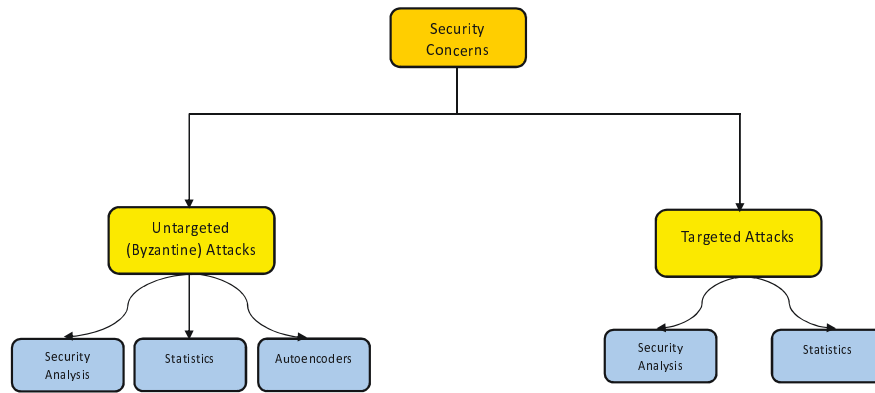 Security
Concerns
Untargeted
(Byzantine) Attacks
Targeted Attacks
Security
Analysis
Statistics
Autoencoders
Security
Analysis
Statistics